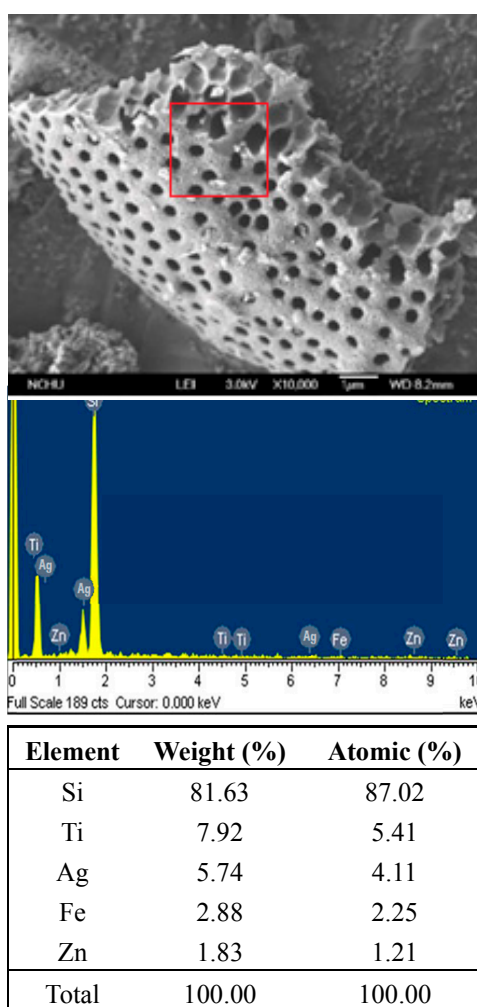 NCHU LEII 3.0kV X10,000 1μm WD 8.2mm
Spectrum
Si
Ti
Ag
Ag
Zn
Ti Ti Ag Fe Zn Zn
0 1 2 3 4 5 6 7 8 9 10
Full Scale 189 cts Cursor: 0.000 keV keV
Element Weight (%) Atomic (%)
Si 81.63 87.02
Ti 7.92 5.41
Ag 5.74 4.11
Fe 2.88 2.25
Zn 1.83 1.21
Total 100.00 100.00